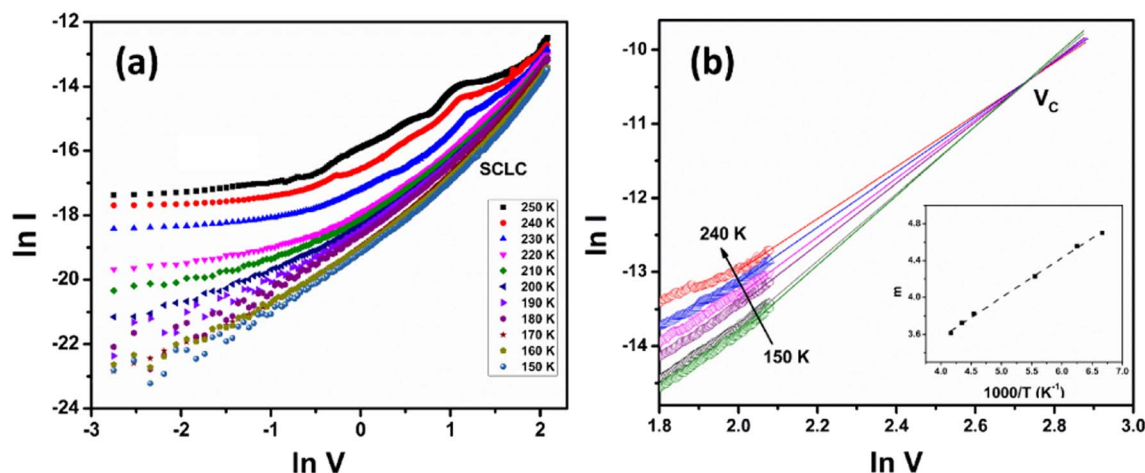 (a)
-12
-14
-16
-18
-20
-22
-24
ln I
SCLC
250 K
240 K
230 K
220 K
210 K
200 K
190 K
180 K
170 K
160 K
150 K
-3 -2 -1 0 1 2
ln V
(b)
-10
-11
-12
-13
-14
ln I
V_C
240 K
150 K
4.8
4.2
3.6
m
4.0 4.5 5.0 5.5 6.0 6.5 7.0
1000/T (K⁻¹)
1.8 2.0 2.2 2.4 2.6 2.8 3.0
ln V